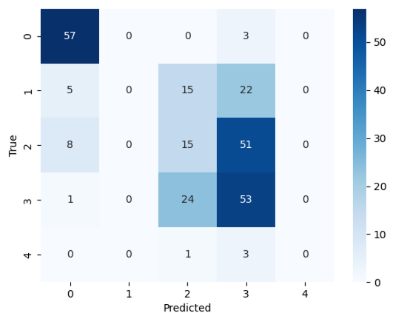 0 57 0 0 3 0
1 5 0 15 22 0
2 8 0 15 51 0
3 1 0 24 53 0
4 0 0 1 3 0
0 1 2 3 4
True
Predicted
50
40
30
20
10
0